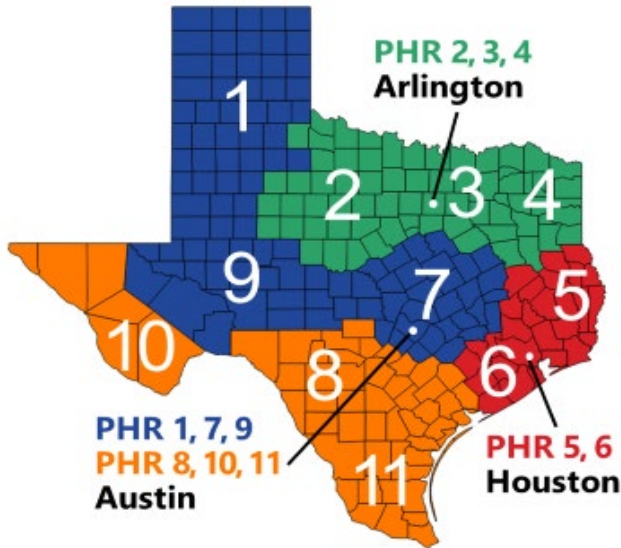 PHR 2, 3, 4
Arlington
1
2
3
4
9
7
5
10
8
6
11
PHR 1, 7, 9
PHR 8, 10, 11
Austin
PHR 5, 6
Houston